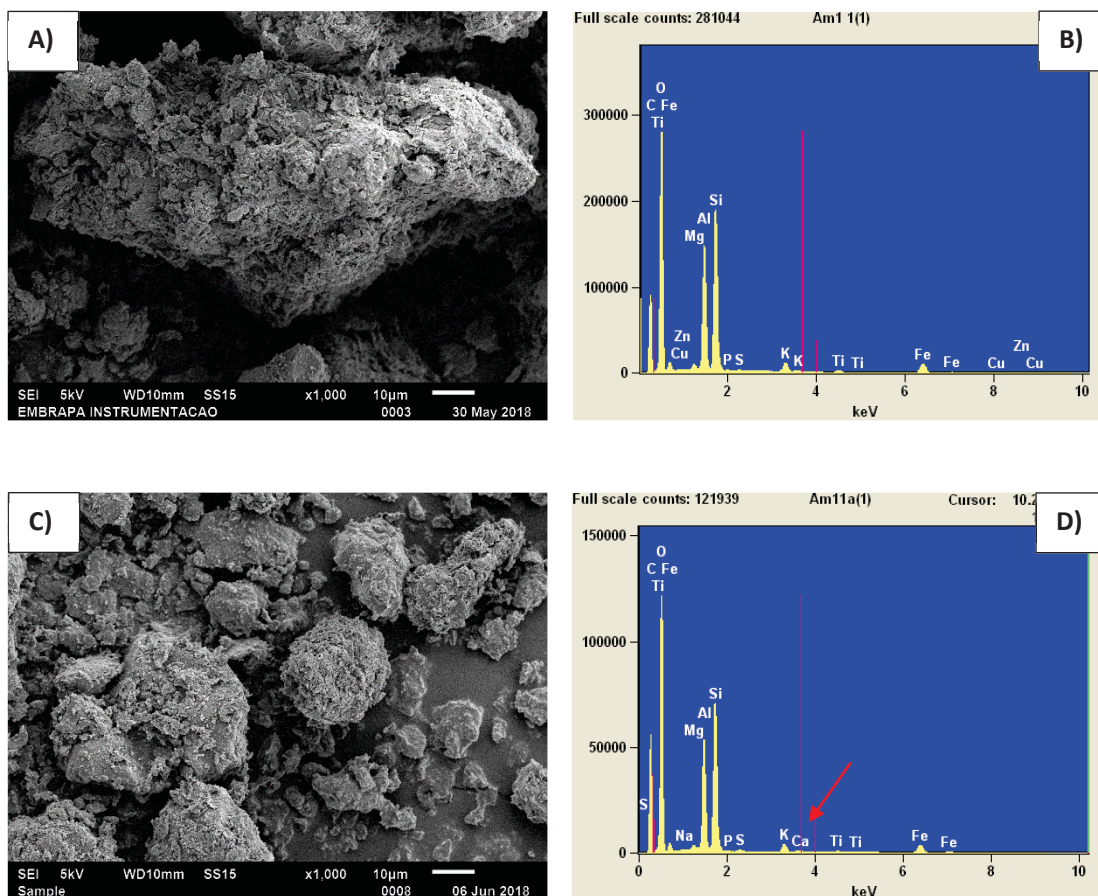 A)
SEI 5kV WD10mm SS15 x1,000 10µm
EMBRAPA INSTRUMENTACAO 0003 30 May 2018
B)
Full scale counts: 281044 Am1 1(1)
300000
200000
100000
0
O
C Fe
Ti
Si
Al
Mg
Zn
Cu
P S
K
K
Ti
Ti
Fe
Fe
Cu
Zn
Cu
0 2 4 6 8 10
keV
C)
SEI 5kV WD10mm SS15 x1,000 10µm
Sample 0008 06 Jun 2018
D)
Full scale counts: 121939 Am11a(1) Cursor: 10.2
150000
100000
50000
0
O
C Fe
Ti
Si
Al
Mg
S
Na
P S
K
Ca
Ti Ti
Fe
Fe
0 2 4 6 8 10
keV